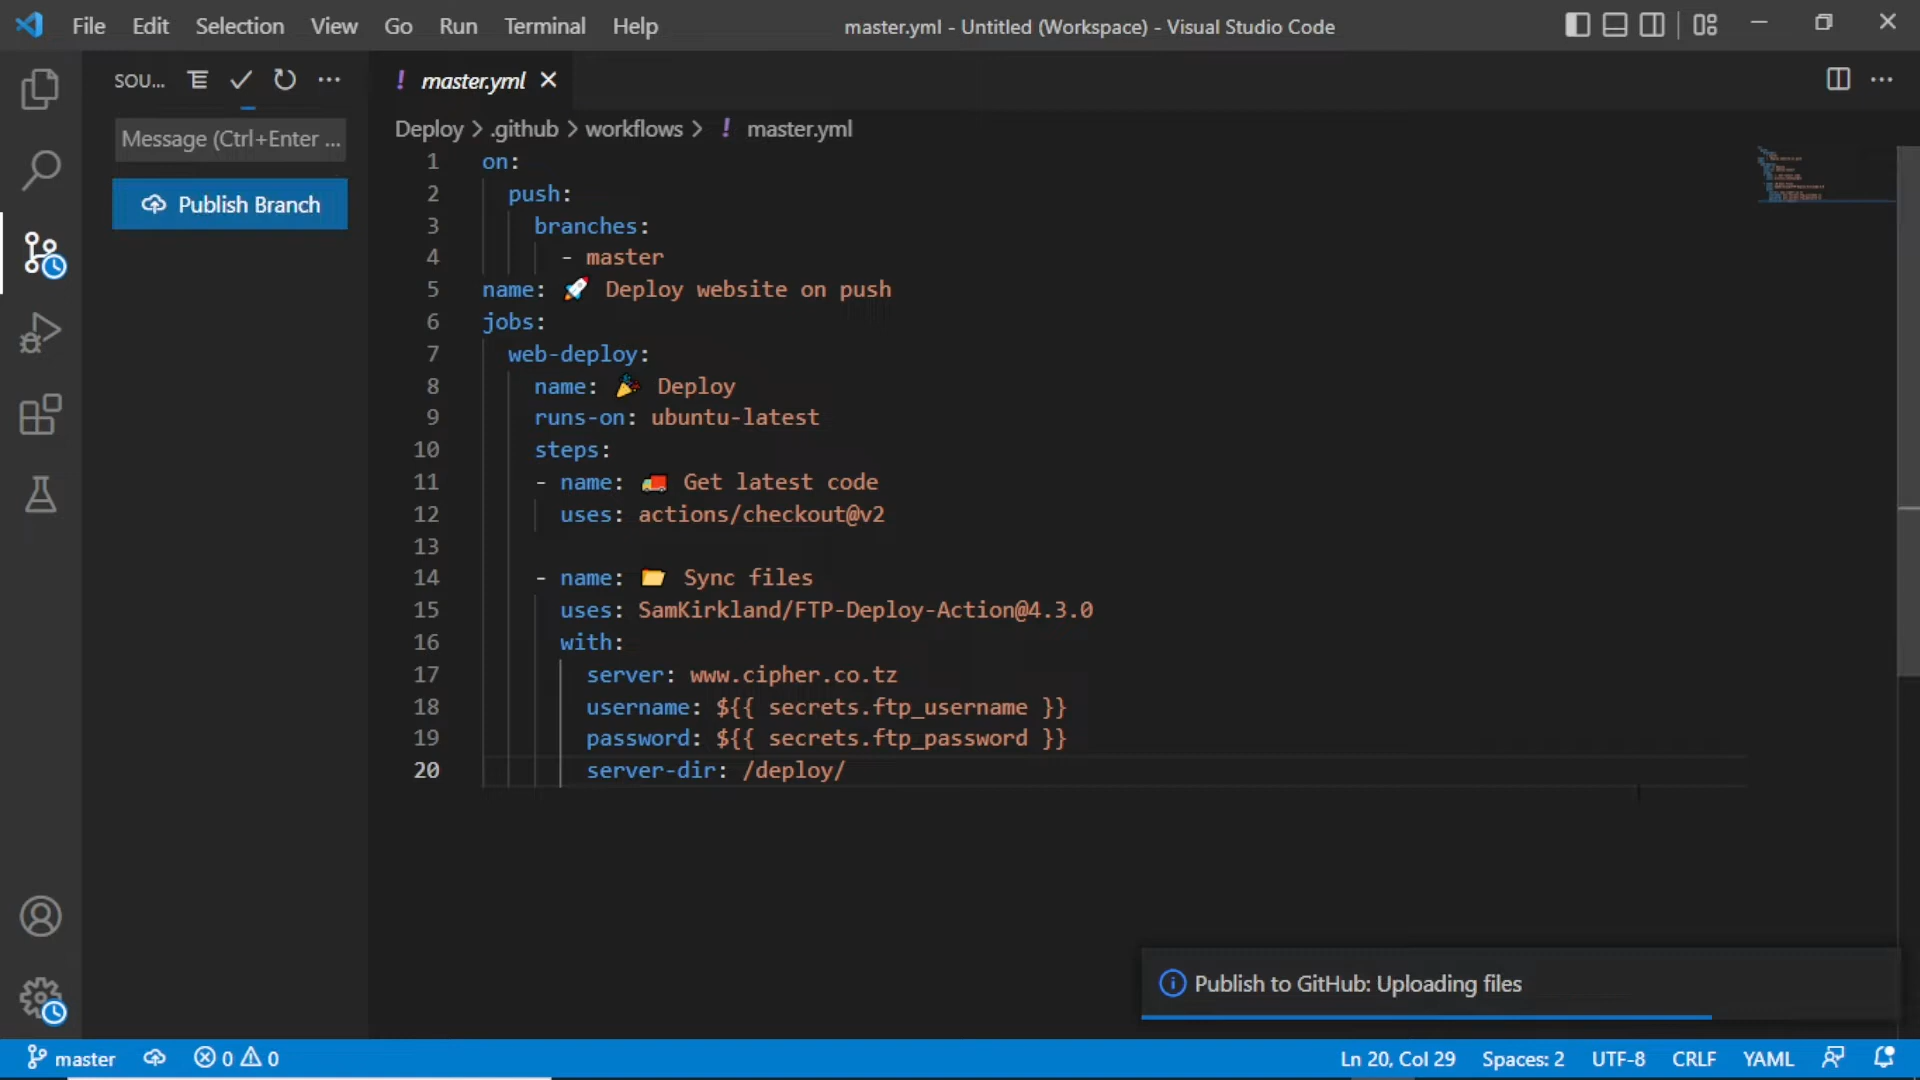 File Edit Selection View Go Run Terminal Help
master.yml - Untitled (Workspace) - Visual Studio Code
SOU...
! master.yml
Message (Ctrl+Enter ...
Publish Branch
Deploy > .github > workflows > ! master.yml
1 on:
2 push:
3 branches:
4 - master
5 name: 🚀 Deploy website on push
6 jobs:
7 web-deploy:
8 name: 🎉 Deploy
9 runs-on: ubuntu-latest
10 steps:
11 - name: 🚚 Get latest code
12 uses: actions/checkout@v2
13
14 - name: 📂 Sync files
15 uses: SamKirkland/FTP-Deploy-Action@4.3.0
16 with:
17 server: www.cipher.co.tz
18 username: ${{ secrets.ftp_username }}
19 password: ${{ secrets.ftp_password }}
20 server-dir: /deploy/
Publish to GitHub: Uploading files
master 0 0 Ln 20, Col 29 Spaces: 2 UTF-8 CRLF YAML